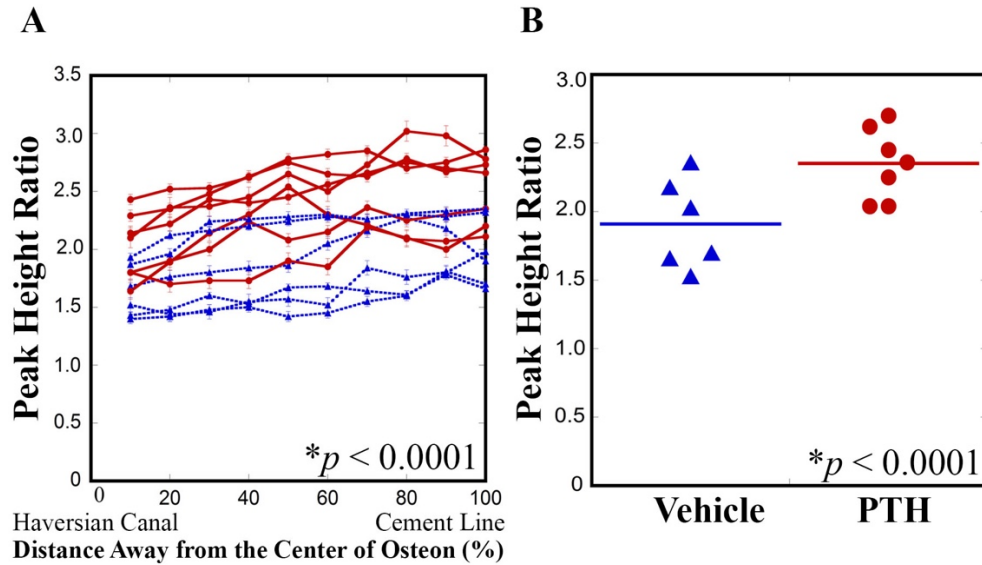 A
Peak Height Ratio
3.5
3.0
2.5
2.0
1.5
1.0
0.5
0
*p < 0.0001
0 20 40 60 80 100
Haversian Canal Cement Line
Distance Away from the Center of Osteon (%)
B
Peak Height Ratio
3.0
2.5
2.0
1.5
1.0
0.5
0
*p < 0.0001
Vehicle PTH